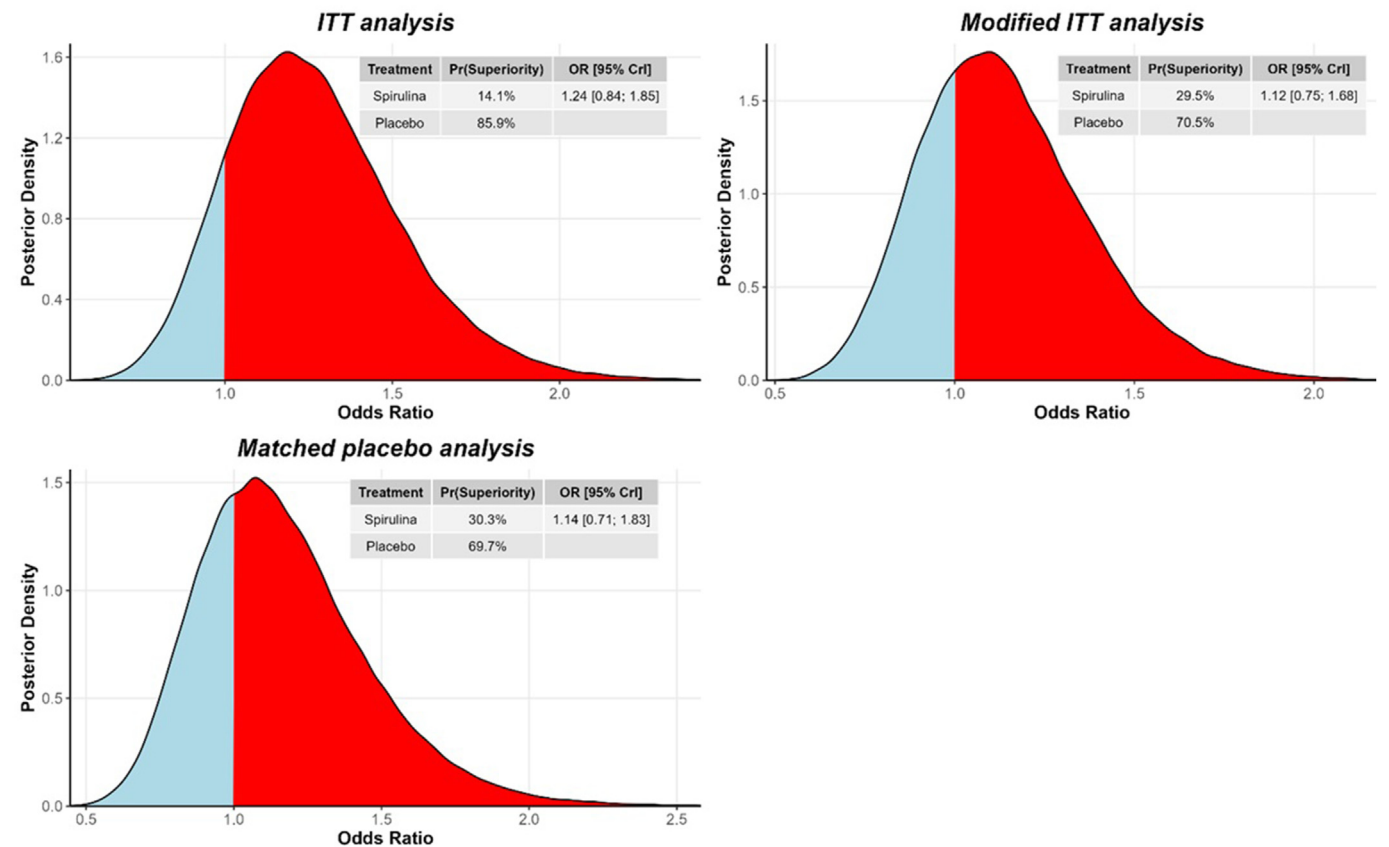 ITT analysis
Treatment Pr(Superiority) OR [95% CrI]
Spirulina 14.1% 1.24 [0.84; 1.85]
Placebo 85.9%
Posterior Density
1.6
1.2
0.8
0.4
0.0
1.0 1.5 2.0
Odds Ratio
Modified ITT analysis
Treatment Pr(Superiority) OR [95% CrI]
Spirulina 29.5% 1.12 [0.75; 1.68]
Placebo 70.5%
Posterior Density
1.5
1.0
0.5
0.0
0.5 1.0 1.5 2.0
Odds Ratio
Matched placebo analysis
Treatment Pr(Superiority) OR [95% CrI]
Spirulina 30.3% 1.14 [0.71; 1.83]
Placebo 69.7%
Posterior Density
1.5
1.0
0.5
0.0
0.5 1.0 1.5 2.0 2.5
Odds Ratio